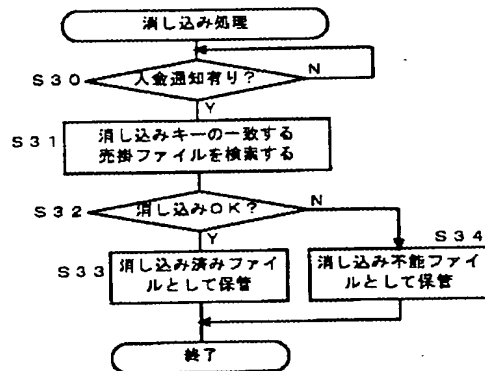 消し込み処理
S30
入金通知有り?
N
Y
S31
消し込みキーの一致する
売掛ファイルを検索する
S32
消し込みOK?
N
Y
S33
消し込み済みファイ
ルとして保管
S34
消し込み不能ファイ
ルとして保管
終了